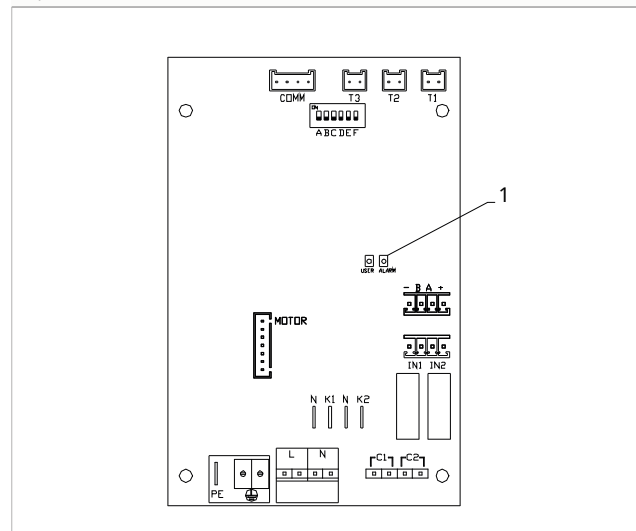 COMM T3 T2 T1
ON
ABCDEF
1
USER ALARM
- B A +
MOTOR
IN1 IN2
N K1 N K2
L N C1 C2
PE